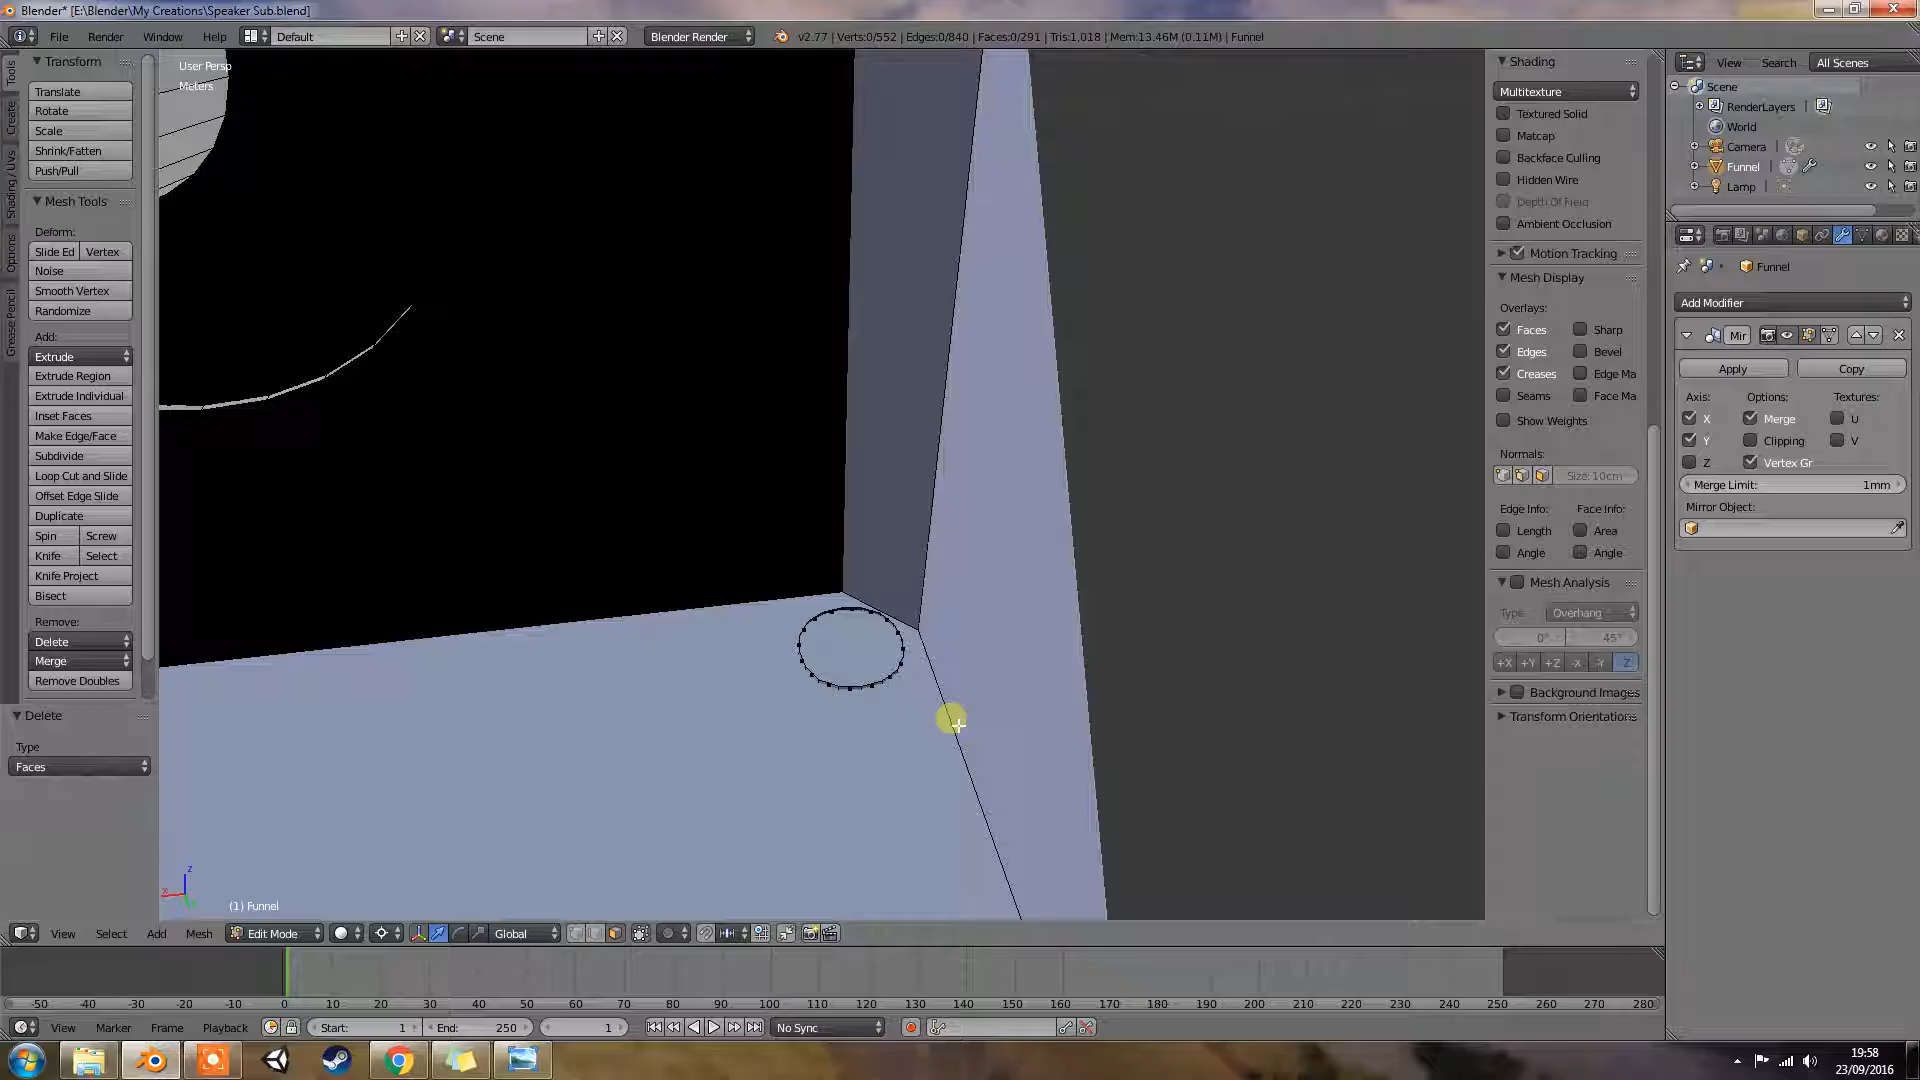 Blender* [E:\Blender\My Creations\Speaker Sub.blend]
File Render Window Help Default Scene Blender Render v2.77 | Verts:0/552 | Edges:0/840 | Faces:0/291 | Tris:1,018 | Mem:13.46M (0.11M) | Funnel
Tools
Create
Shading / UVs
Options
Grease Pencil
Transform
Translate
Rotate
Scale
Shrink/Fatten
Push/Pull
Mesh Tools
Deform:
Slide Ed Vertex
Noise
Smooth Vertex
Randomize
Add:
Extrude
Extrude Region
Extrude Individual
Inset Faces
Make Edge/Face
Subdivide
Loop Cut and Slide
Offset Edge Slide
Duplicate
Spin Screw
Knife Select
Knife Project
Bisect
Remove:
Delete
Merge
Remove Doubles
Delete
Type
Faces
User Persp
Meters
z
x
(1) Funnel
Shading
Multitexture
Textured Solid
Matcap
Backface Culling
Hidden Wire
Depth Of Field
Ambient Occlusion
Motion Tracking
Mesh Display
Overlays:
Faces Sharp
Edges Bevel
Creases Edge Ma
Seams Face Ma
Show Weights
Normals:
Size: 10cm
Edge Info: Face Info:
Length Area
Angle Angle
Mesh Analysis
Type: Overhang
0° 45°
+X +Y +Z -X -Y -Z
Background Images
Transform Orientations
View Search All Scenes
Scene
RenderLayers |
World
Camera |
Funnel |
Lamp |
Funnel
Add Modifier
Mir
Apply Copy
Axis: Options: Textures:
X Merge U
Y Clipping V
Z Vertex Gr
Merge Limit: 1mm
Mirror Object:
View Select Add Mesh Edit Mode Global
-50 -40 -30 -20 -10 0 10 20 30 40 50 60 70 80 90 100 110 120 130 140 150 160 170 180 190 200 210 220 230 240 250 260 270 280
View Marker Frame Playback Start: 1 End: 250 1 No Sync
19:58
23/09/2016